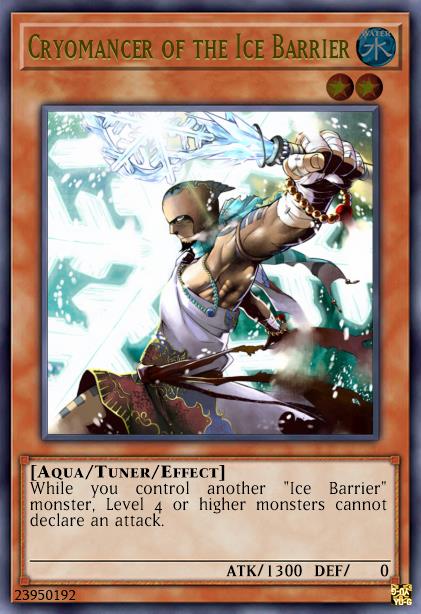 Cryomancer of the Ice Barrier
WATER
水
[Aqua/Tuner/Effect]
While you control another "Ice Barrier"
monster, Level 4 or higher monsters cannot
declare an attack.
ATK/1300 DEF/ 0
23950192